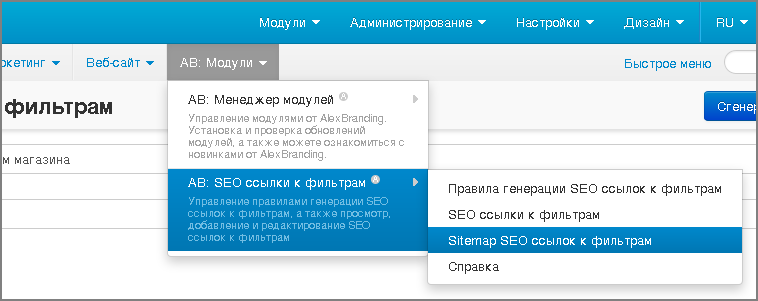 Модули Администрирование Настройки Дизайн RU
ркетинг Веб-сайт АВ: Модули Быстрое меню
фильтрам Сгенер
АВ: Менеджер модулей
Управление модулями от AlexBranding.
Установка и проверка обновлений
модулей, а также можете ознакомиться с
новинками от AlexBranding.
м магазина
АВ: SEO ссылки к фильтрам
Управление правилами генерации SEO
ссылок к фильтрам, а также просмотр,
добавление и редактирование SEO
ссылок к фильтрам
Правила генерации SEO ссылок к фильтрам
SEO ссылки к фильтрам
Sitemap SEO ссылок к фильтрам
Справка